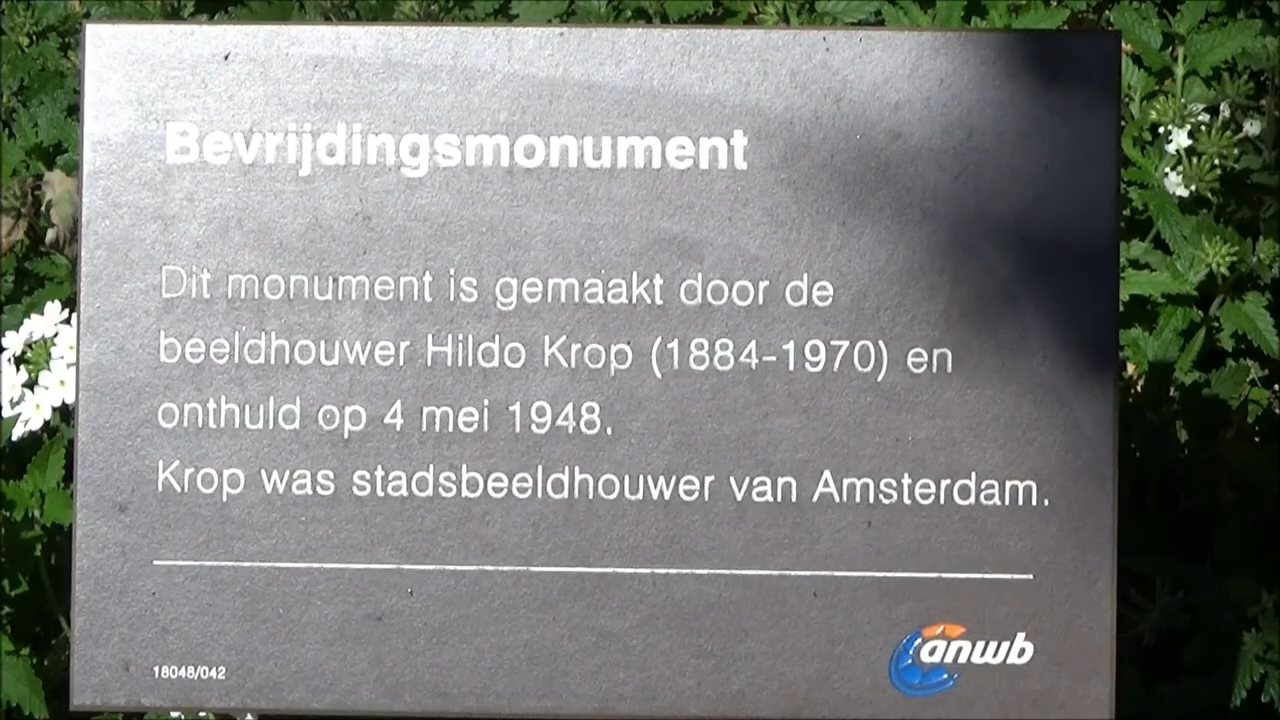 Bevrijdingsmonument
Dit monument is gemaakt door de
beeldhouwer Hildo Krop (1884-1970) en
onthuld op 4 mei 1948.
Krop was stadsbeeldhouwer van Amsterdam.
18048/042
anwb